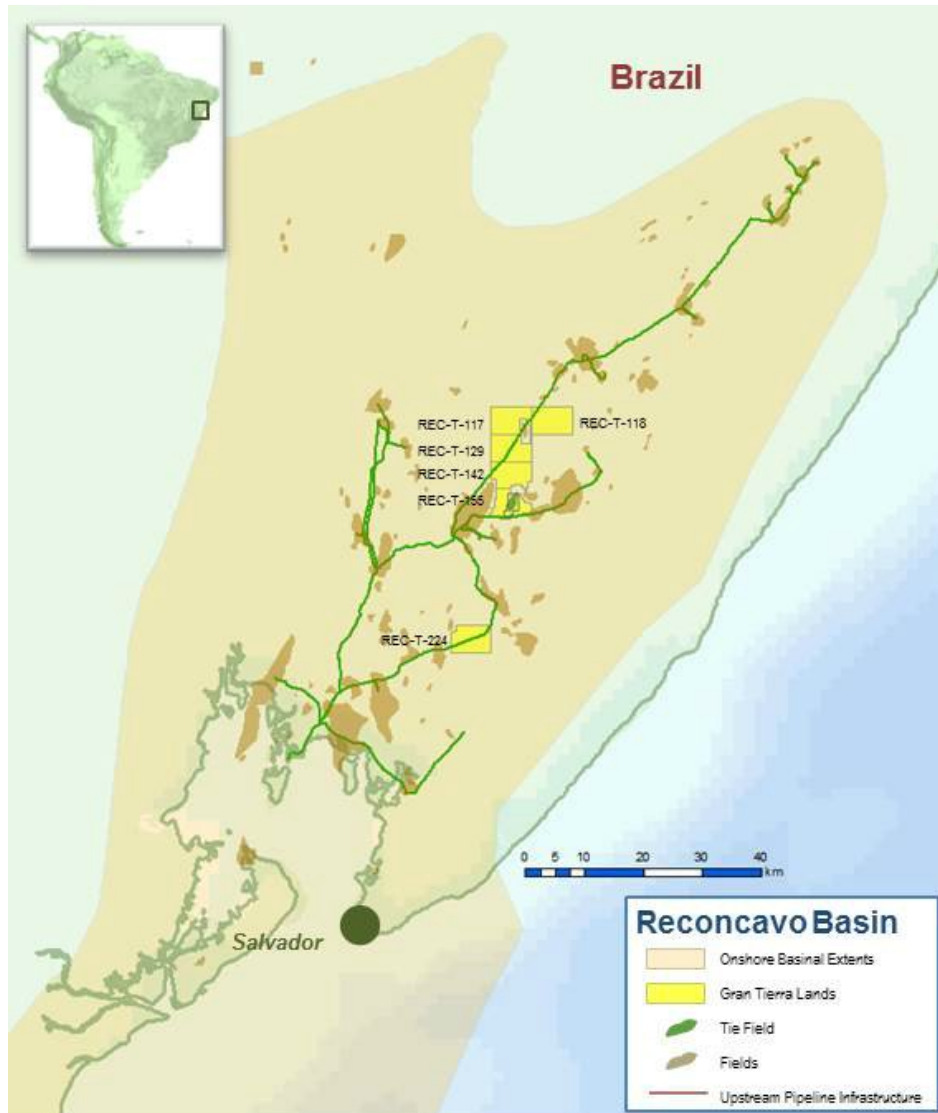 Brazil
REC-T-117
REC-T-118
REC-T-129
REC-T-142
REC-T-155
REC-T-224
Salvador
0 5 10 20 30 40
km
Reconcavo Basin
Onshore Basinal Extents
Gran Tierra Lands
Tie Field
Fields
Upstream Pipeline Infrastructure